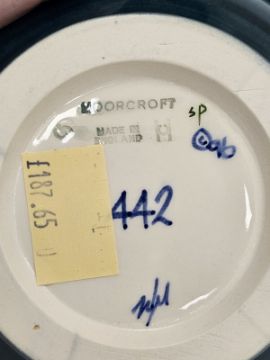 MOORCROFT
MADE IN
ENGLAND
sp
£187.65
442